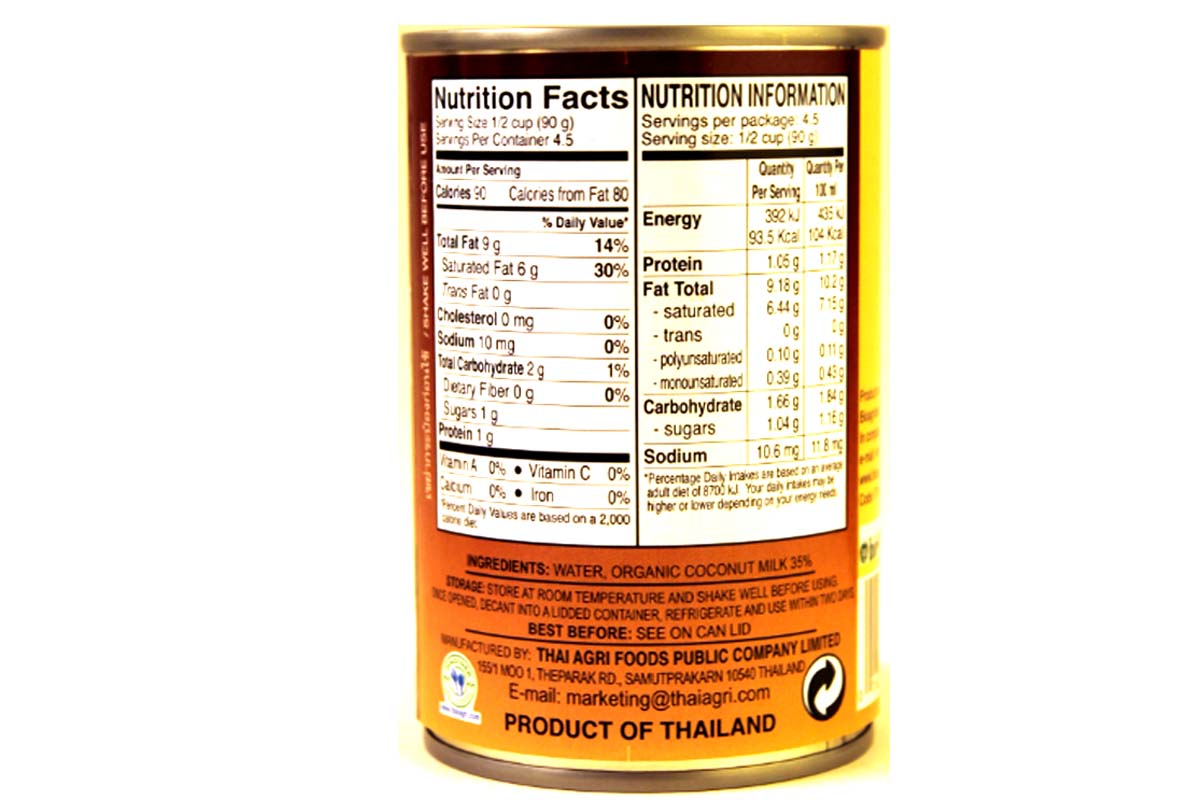 Nutrition Facts
Serving Size 1/2 cup (90 g)
Servings Per Container 4.5
Amount Per Serving
Calories 90 Calories from Fat 80
% Daily Value*
Total Fat 9 g 14%
Saturated Fat 6 g 30%
Trans Fat 0 g
Cholesterol 0 mg 0%
Sodium 10 mg 0%
Total Carbohydrate 2 g 1%
Dietary Fiber 0 g 0%
Sugars 1 g
Protein 1 g
Vitamin A 0% • Vitamin C 0%
Calcium 0% • Iron 0%
*Percent Daily Values are based on a 2,000
calorie diet.
NUTRITION INFORMATION
Servings per package 4.5
Serving size: 1/2 cup (90 g)
Quantity Quantity Per
Per Serving 100 ml
Energy 392 kJ 435 kJ
93.5 Kcal 104 Kcal
Protein 1.05 g 1.17 g
Fat Total 9.18 g 10.2 g
- saturated 6.44 g 7.15 g
- trans 0 g 0 g
- polyunsaturated 0.10 g 0.11 g
- monounsaturated 0.39 g 0.43 g
Carbohydrate 1.66 g 1.84 g
- sugars 1.04 g 1.16 g
Sodium 10.6 mg 11.8 mg
*Percentage Daily Intakes are based on an average
adult diet of 8700 kJ. Your daily intakes may be
higher or lower depending on your energy needs.
/ SHAKE WELL BEFORE USE
INGREDIENTS: WATER, ORGANIC COCONUT MILK 35%
STORAGE: STORE AT ROOM TEMPERATURE AND SHAKE WELL BEFORE USING.
ONCE OPENED, DECANT INTO A LIDDED CONTAINER, REFRIGERATE AND USE WITHIN TWO DAYS
BEST BEFORE: SEE ON CAN LID
MANUFACTURED BY: THAI AGRI FOODS PUBLIC COMPANY LIMITED
155/1 MOO 1, THEPARAK RD., SAMUTPRAKARN 10540 THAILAND
E-mail: marketing@thaiagri.com
PRODUCT OF THAILAND